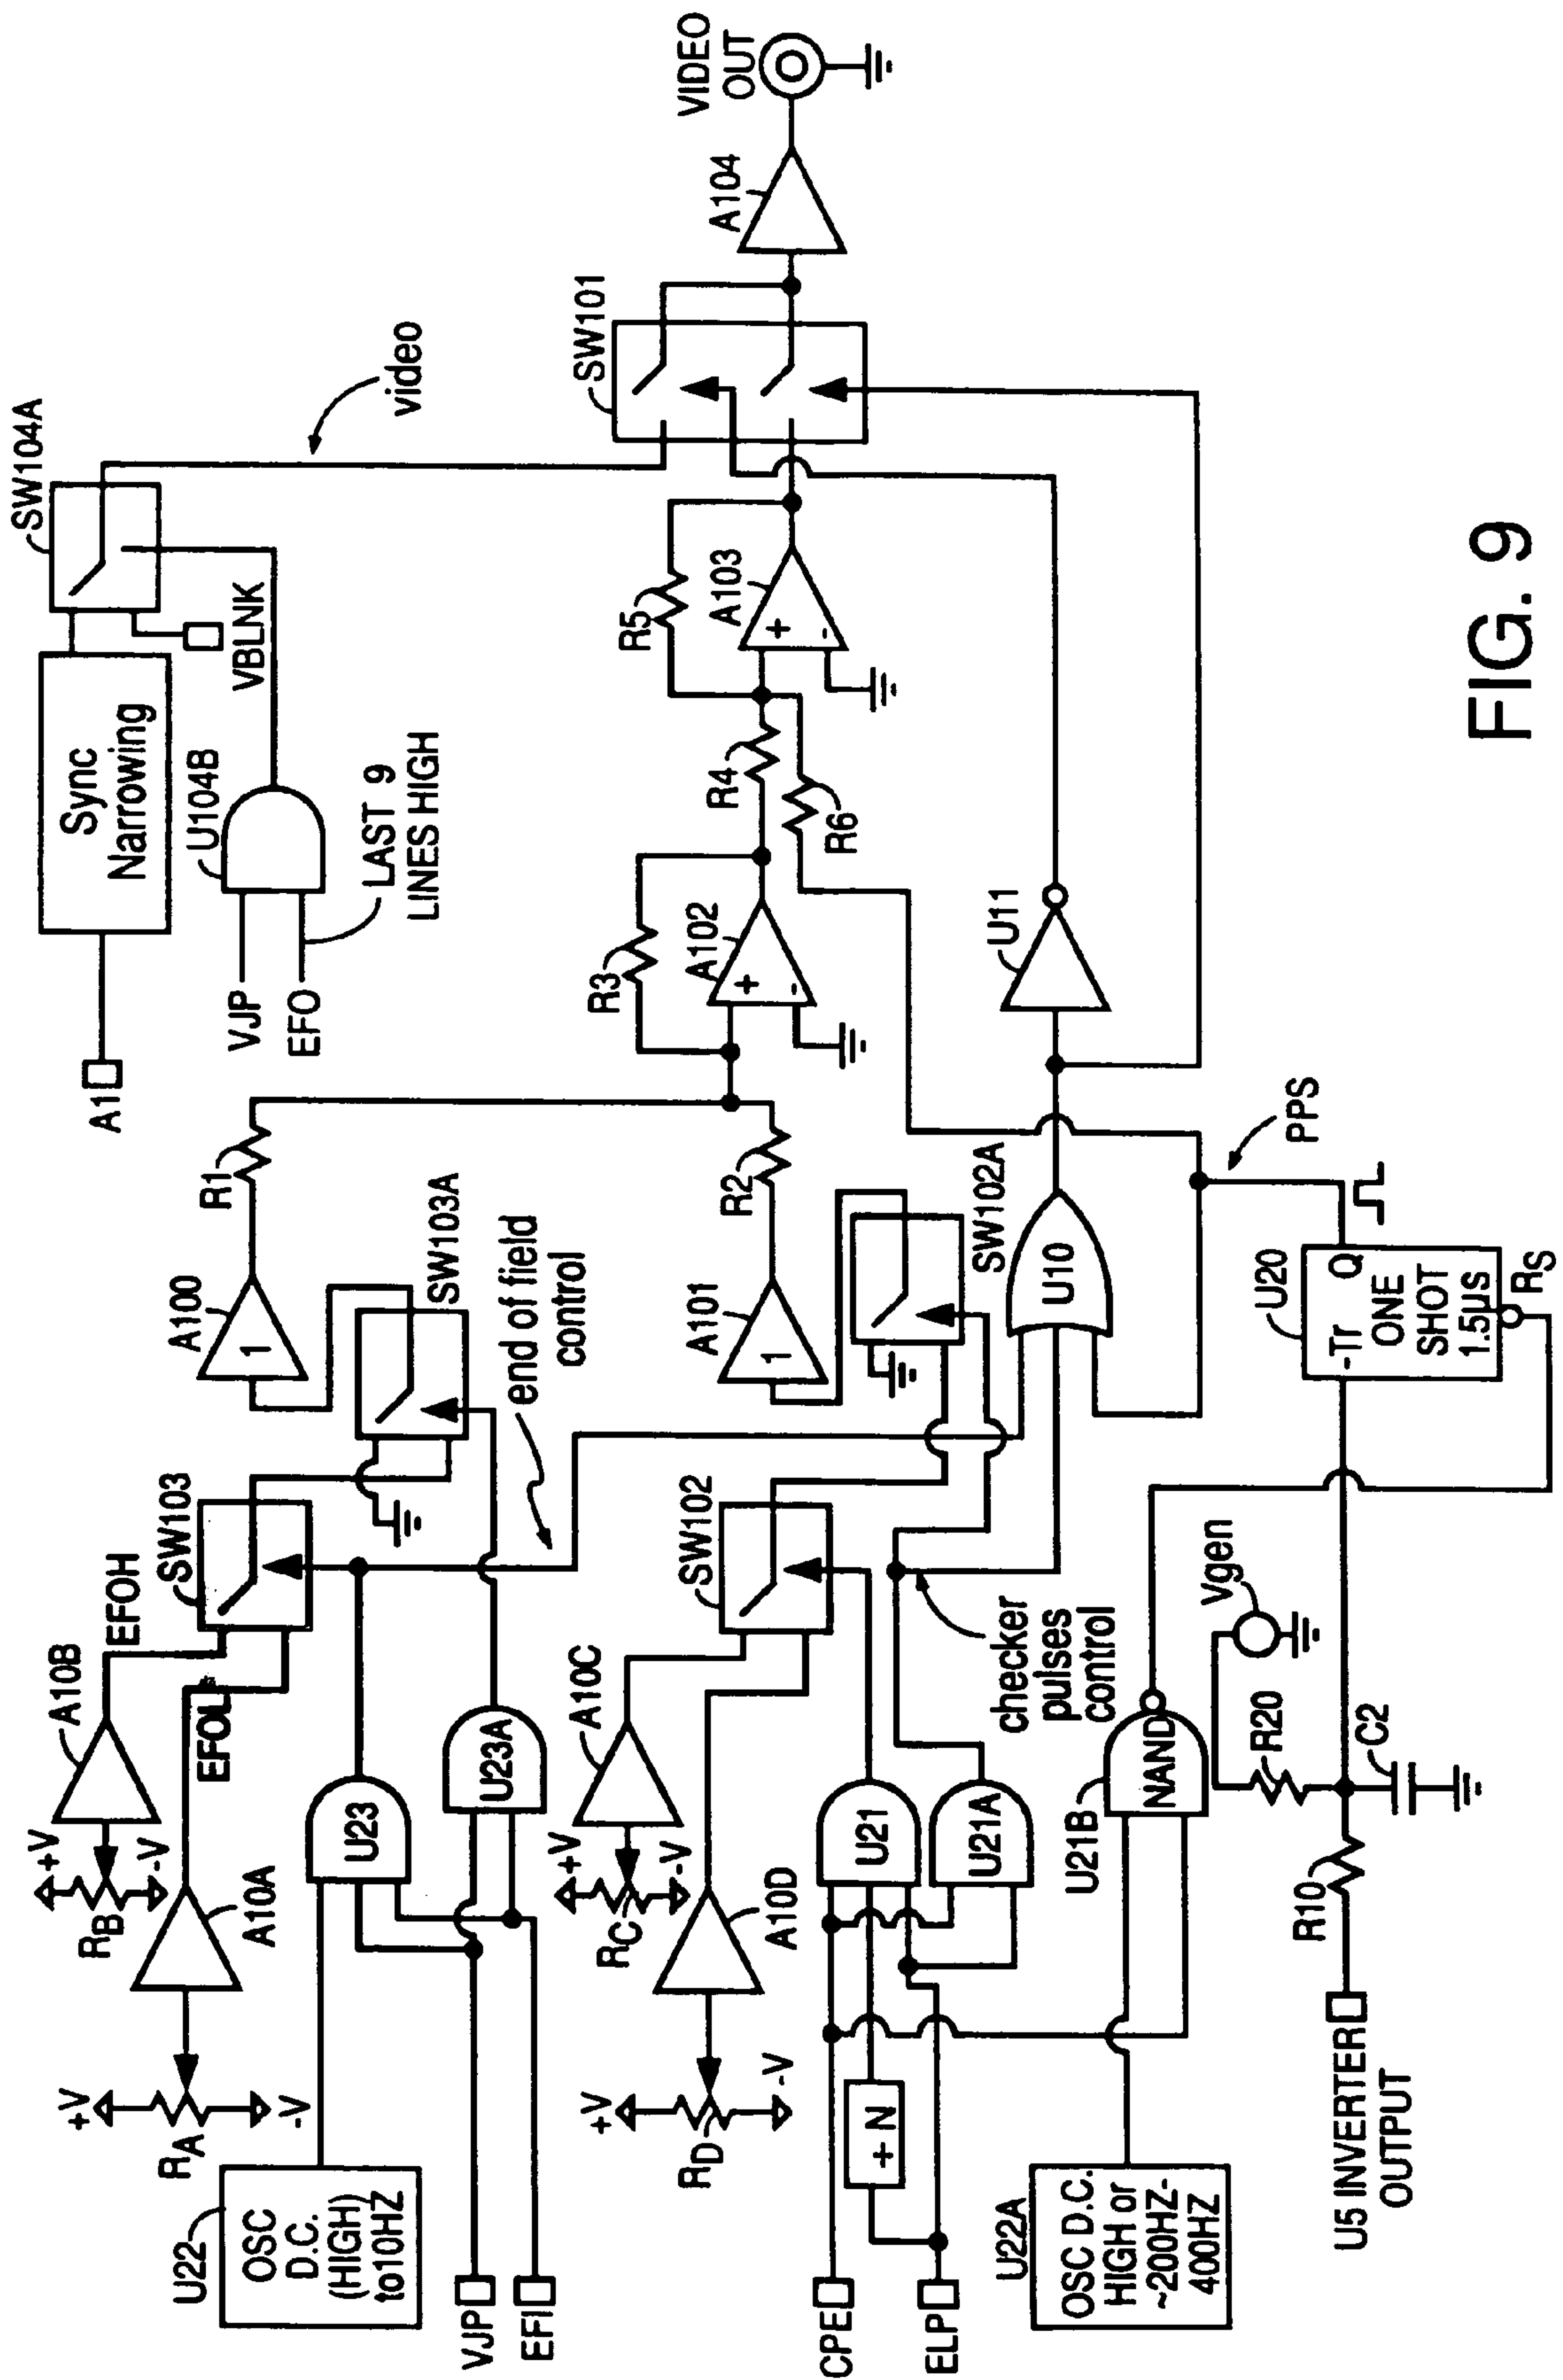 A1
Sync
Narrowing
SW104A
VBLNK
VJP
EFO
U104B
LAST 9
LINES HIGH
video
+V
RB
-V
A10B
EFOH
+V
RA
-V
A10A
EFOL
SW103
U22
OSC
D.C.
(HIGH)
to10HZ
U23
U23A
VJP
EFI
SW103A
A100
1
R1
end of field
control
+V
RC
-V
A10C
+V
RD
-V
A10D
SW102
A101
1
R2
SW102A
R3
A102
+
-
R4
R5
R6
A103
+
-
SW101
A104
VIDEO
OUT
CPE
ELP
÷ N
U21
U21A
checker
pulses
control
U10
U11
U22A
OSC D.C.
HIGH or
~200HZ-
400HZ
U21B
NAND
Vgen
R20
C2
R10
U5 INVERTER
OUTPUT
U20
-Tr
Q
ONE
SHOT
1.5µS
RS
PPS
FIG. 9